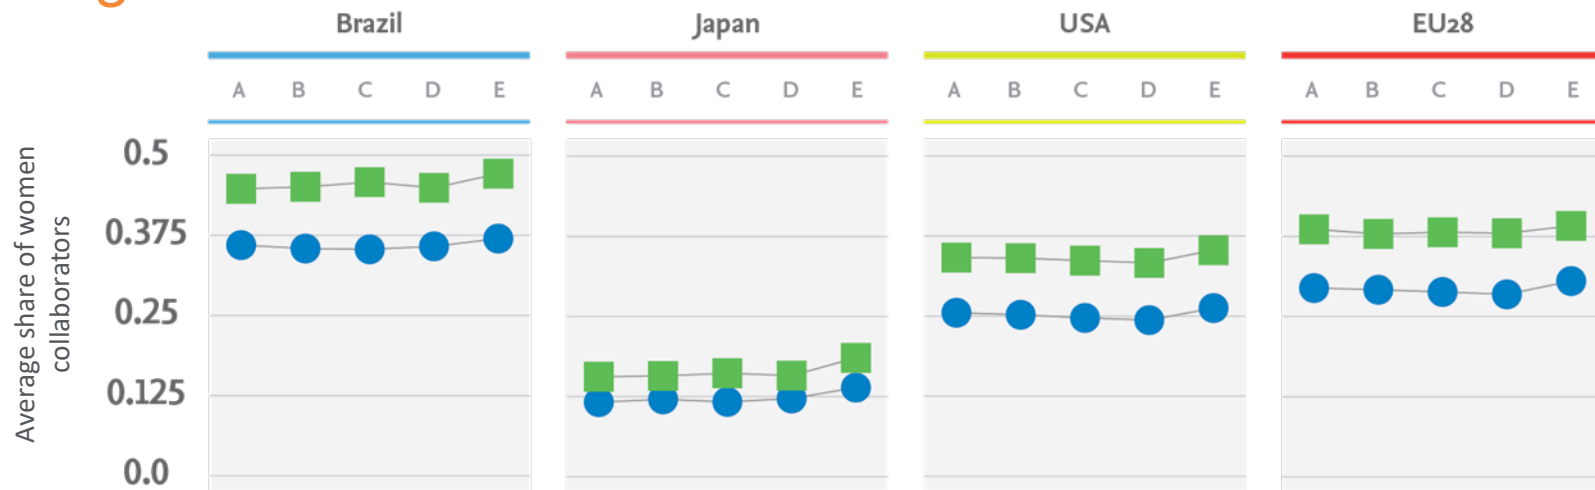 Brazil Japan USA EU28
A B C D E A B C D E A B C D E A B C D E
Average share of women
collaborators
0.5
0.375
0.25
0.125
0.0